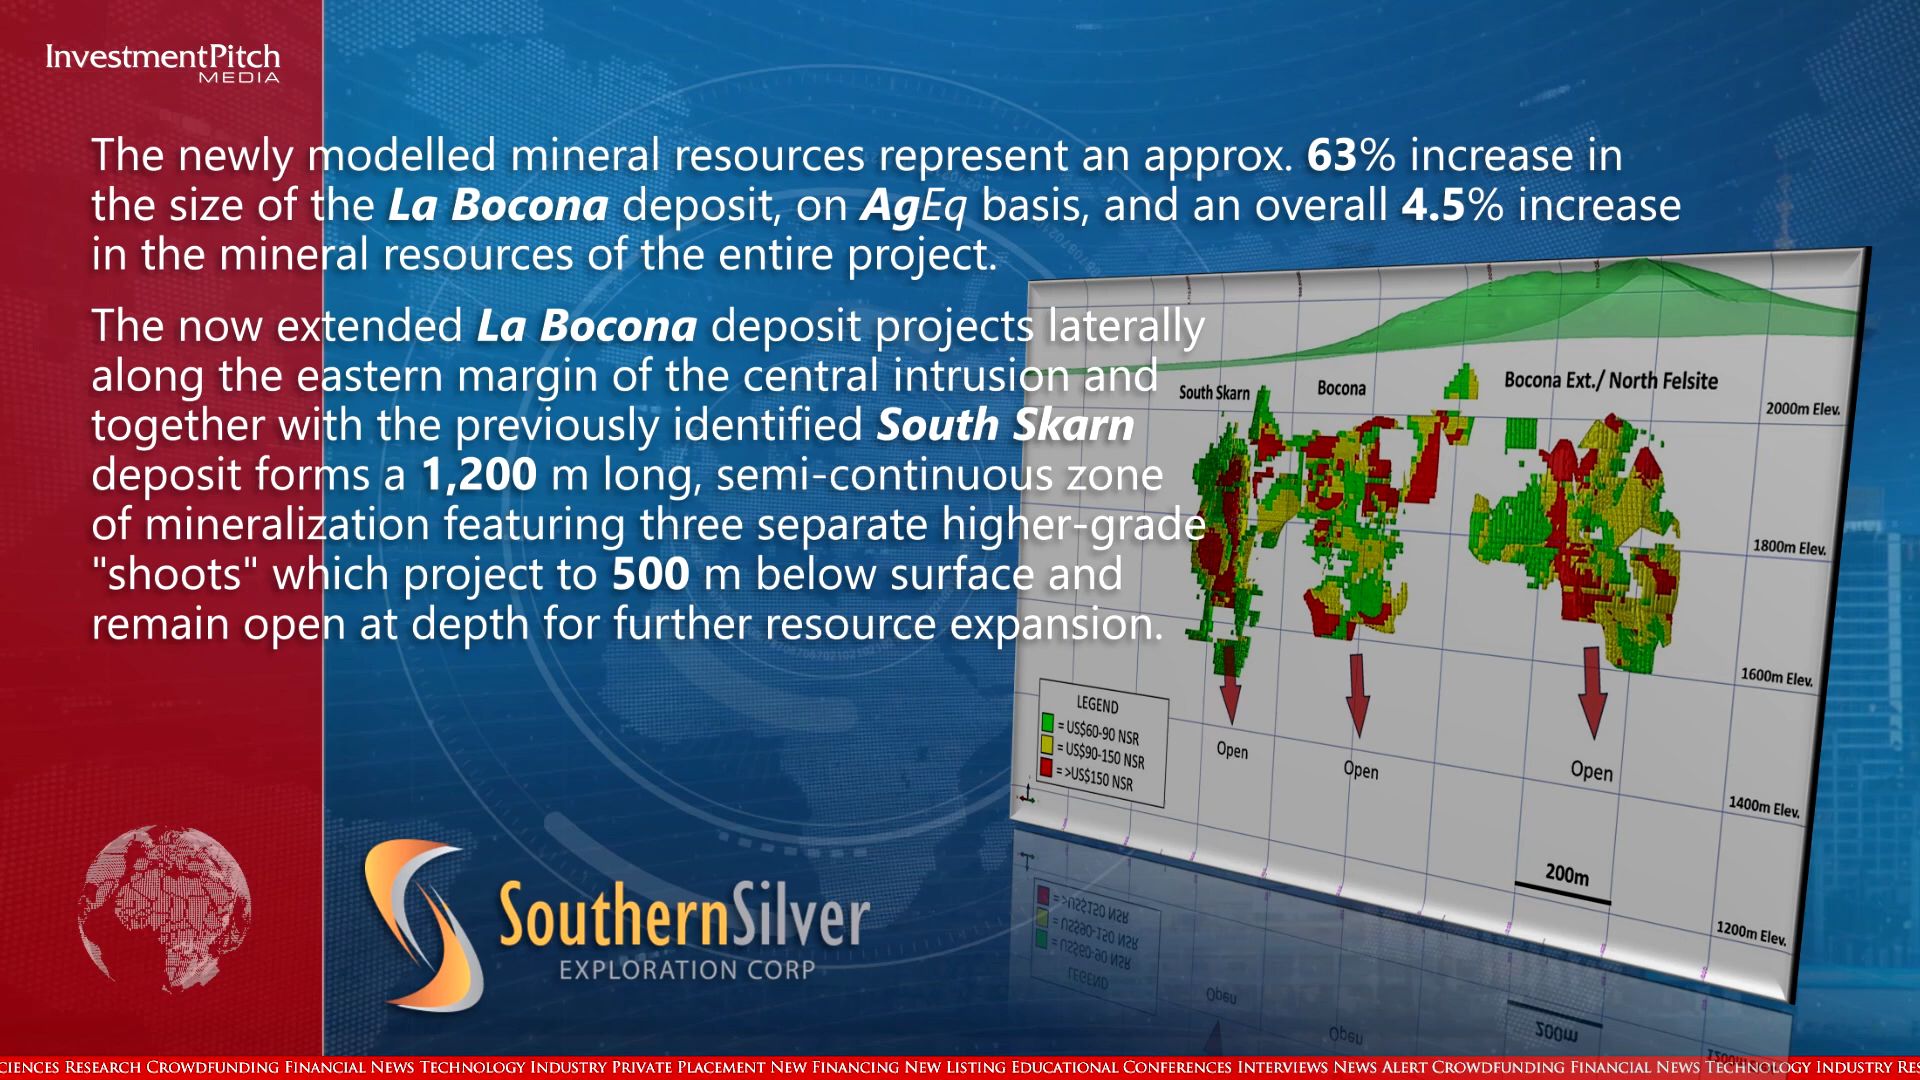 InvestmentPitch
MEDIA
The newly modelled mineral resources represent an approx. 63% increase in
the size of the La Bocona deposit, on AgEq basis, and an overall 4.5% increase
in the mineral resources of the entire project.
The now extended La Bocona deposit projects laterally
along the eastern margin of the central intrusion and
together with the previously identified South Skarn
deposit forms a 1,200 m long, semi-continuous zone
of mineralization featuring three separate higher-grade
"shoots" which project to 500 m below surface and
remain open at depth for further resource expansion.
South Skarn
Bocona
Bocona Ext./ North Felsite
2000m Elev.
1800m Elev.
1600m Elev.
1400m Elev.
1200m Elev.
LEGEND
= US$60-90 NSR
= US$90-150 NSR
= >US$150 NSR
Open
Open
Open
200m
SouthernSilver
EXPLORATION CORP
CIENCES RESEARCH CROWDFUNDING FINANCIAL NEWS TECHNOLOGY INDUSTRY PRIVATE PLACEMENT NEW FINANCING NEW LISTING EDUCATIONAL CONFERENCES INTERVIEWS NEWS ALERT CROWDFUNDING FINANCIAL NEWS TECHNOLOGY INDUSTRY RES